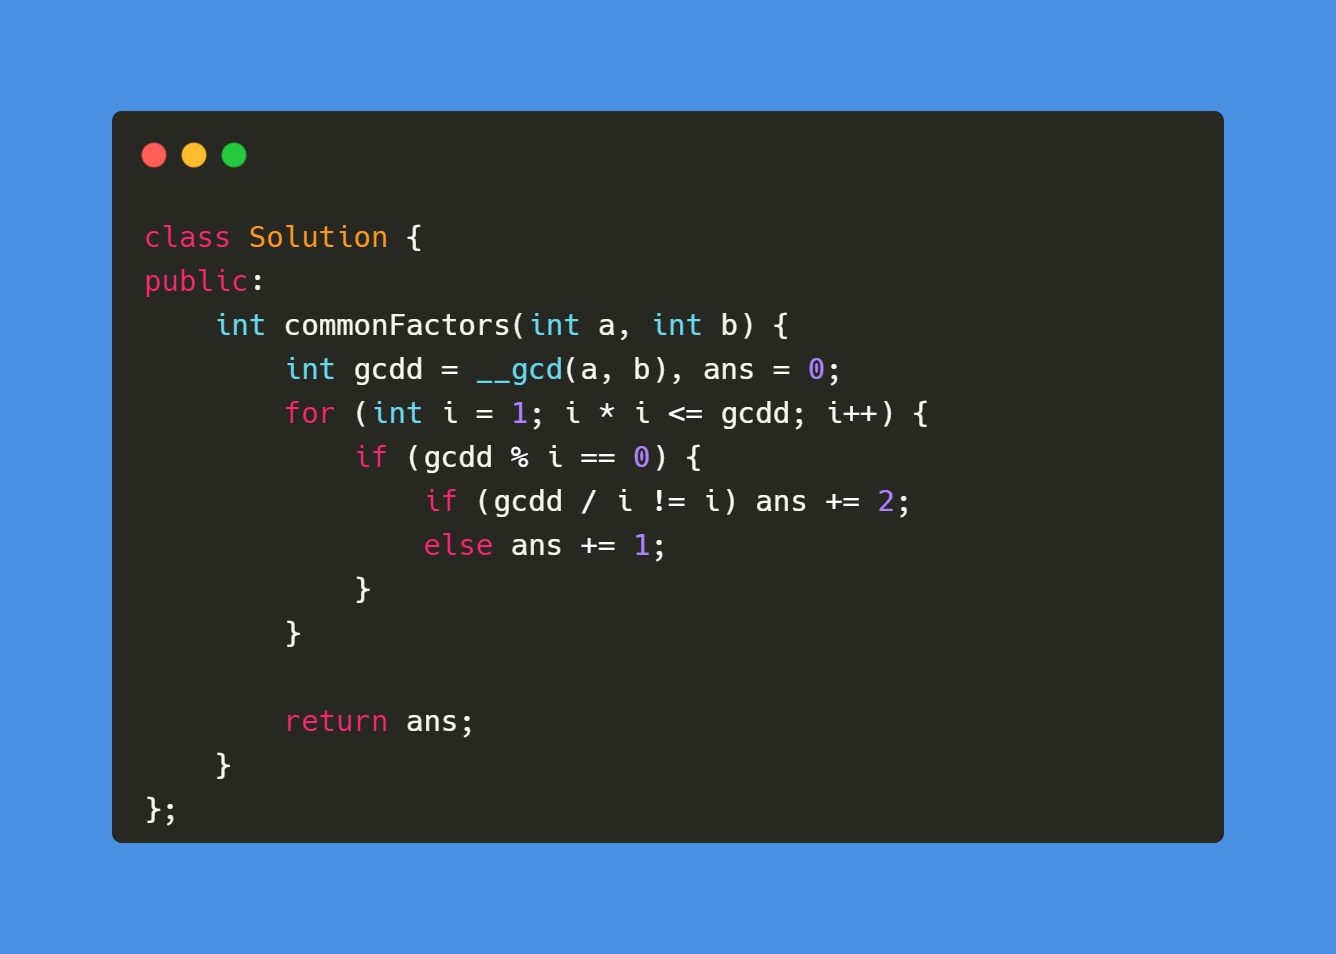 class Solution {
public:
    int commonFactors(int a, int b) {
        int gcdd = __gcd(a, b), ans = 0;
        for (int i = 1; i * i <= gcdd; i++) {
            if (gcdd % i == 0) {
                if (gcdd / i != i) ans += 2;
                else ans += 1;
            }
        }

        return ans;
    }
};